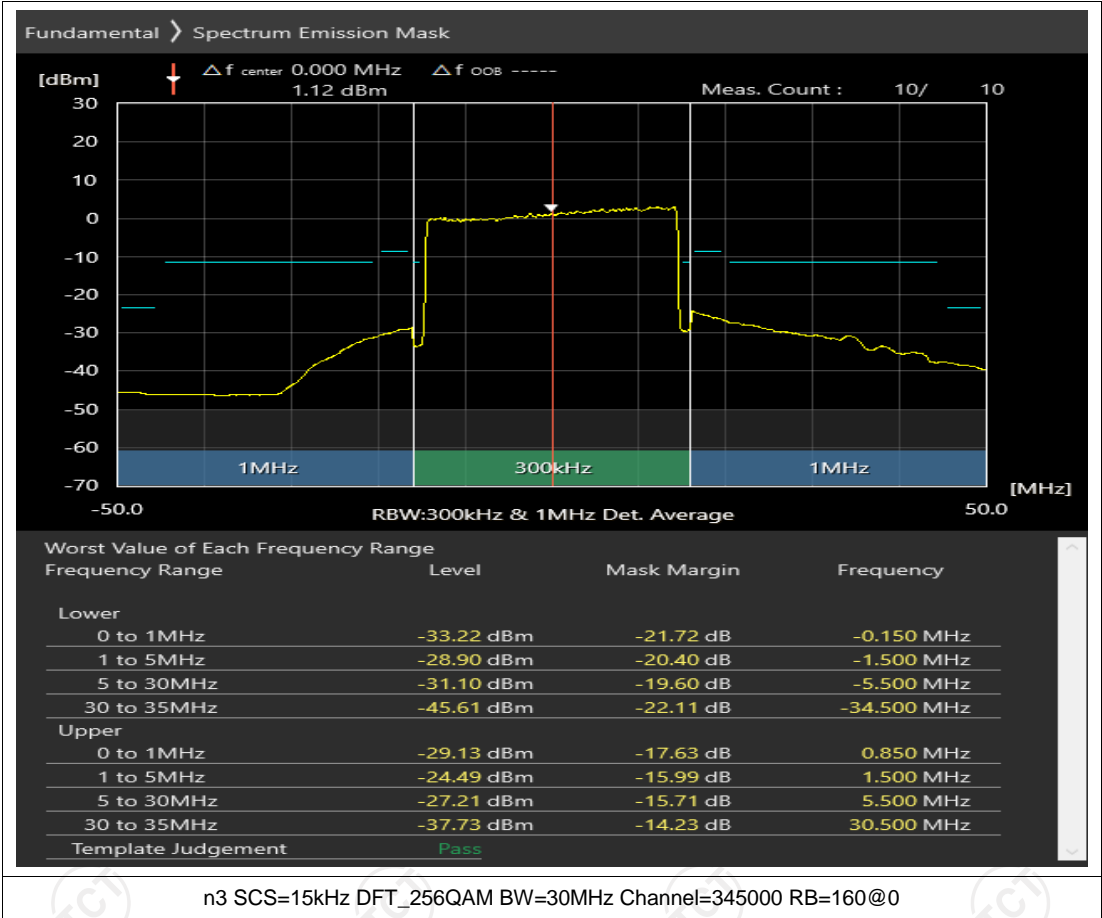 Fundamental 〉 Spectrum Emission Mask
[dBm] △f center 0.000 MHz △f OOB -----
1.12 dBm Meas. Count : 10/ 10
30
20
10
0
-10
-20
-30
-40
-50
-60
1MHz 300kHz 1MHz
-70
[MHz]
-50.0 RBW:300kHz & 1MHz Det. Average 50.0
Worst Value of Each Frequency Range
Frequency Range Level Mask Margin Frequency
Lower
0 to 1MHz -33.22 dBm -21.72 dB -0.150 MHz
1 to 5MHz -28.90 dBm -20.40 dB -1.500 MHz
5 to 30MHz -31.10 dBm -19.60 dB -5.500 MHz
30 to 35MHz -45.61 dBm -22.11 dB -34.500 MHz
Upper
0 to 1MHz -29.13 dBm -17.63 dB 0.850 MHz
1 to 5MHz -24.49 dBm -15.99 dB 1.500 MHz
5 to 30MHz -27.21 dBm -15.71 dB 5.500 MHz
30 to 35MHz -37.73 dBm -14.23 dB 30.500 MHz
Template Judgement Pass
n3 SCS=15kHz DFT_256QAM BW=30MHz Channel=345000 RB=160@0
TCT TCT TCT